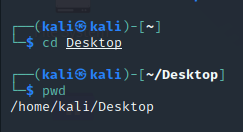 ┌──(kali㉿kali)-[~]
└─$ cd Desktop
┌──(kali㉿kali)-[~/Desktop]
└─$ pwd
/home/kali/Desktop